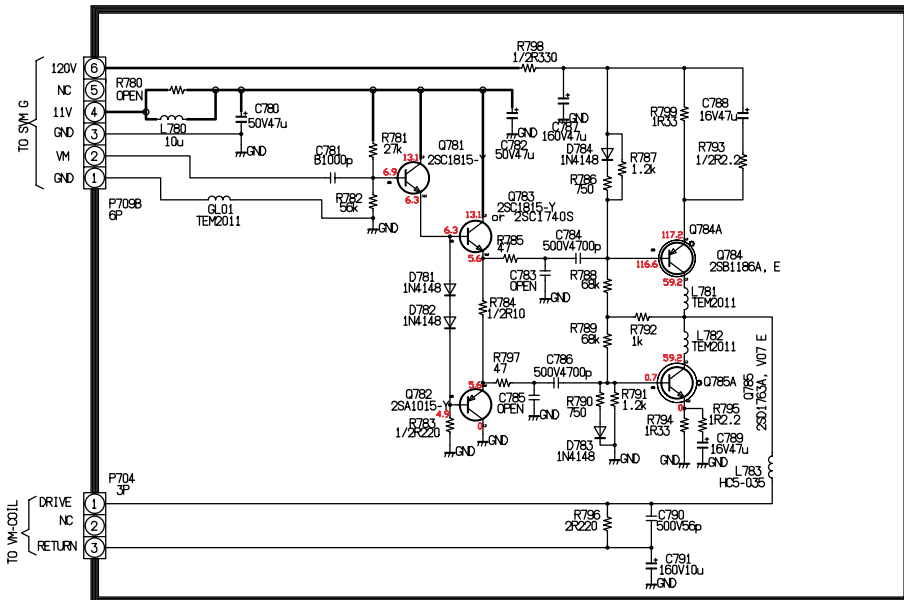 TO SVM G
120V 6
NC 5
11V 4
GND 3
VM 2
GND 1
P709B
6P
R780
OPEN
L780
10u
C780
50V47u
GND
GL01
TEM2011
C781
B1000p
R781
27k
R782
56k
GND
Q781
2SC1815-Y
13.1
6.9
6.3
Q783
2SC1815-Y
or 2SC1740S
13.1
6.3
5.6
C782
50V47u
GND
R798
1/2R330
C787
160V47u
GND
D784
1N4148
R786
750
R787
1.2k
R799
1R33
C788
16V47u
R793
1/2R2.2
R785
47
C783
OPEN
GND
C784
500V4700p
R788
68k
Q784A
Q784
2SB1186A, E
117.2
116.6
59.2
L781
TEM2011
D781
1N4148
D782
1N4148
R784
1/2R10
R789
68k
R792
1k
L782
TEM2011
R797
47
C786
500V4700p
Q782
2SA1015-Y
5.6
4.9
0
R783
1/2R220
GND
GND
C785
OPEN
GND
R790
750
R791
1.2k
D783
1N4148
GND
59.2
0.7
0
Q785A
Q785
2SD1763A, V07 E
R794
1R33
R795
1R2.2
C789
16V47u
GND
GND
L783
HC5-035
P704
3P
TO VM-COIL
DRIVE 1
NC 2
RETURN 3
R796
2R220
C790
500V56p
C791
160V10u
GND